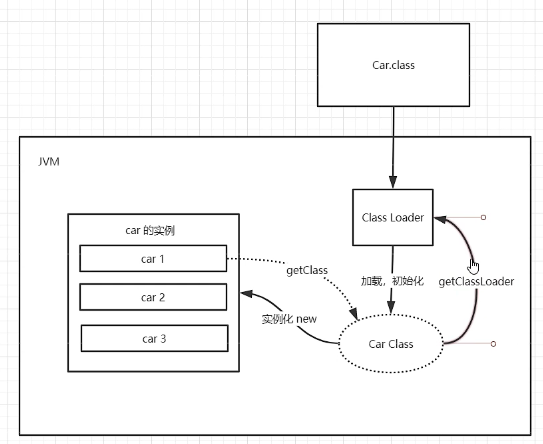 Car.class
JVM
Class Loader
car 的实例
car 1
getClass
加载，初始化
getClassLoader
car 2
实例化 new
car 3
Car Class